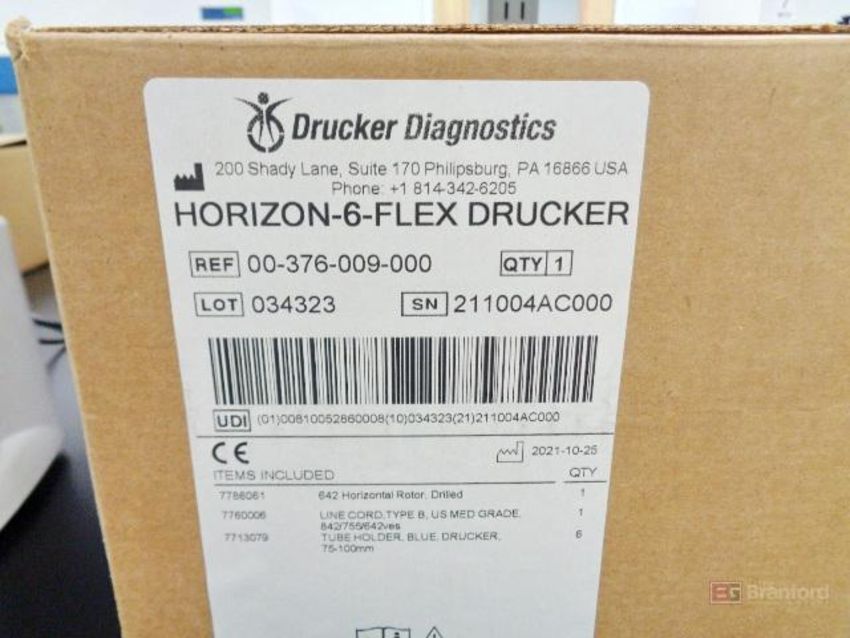 Drucker Diagnostics
200 Shady Lane, Suite 170 Philipsburg, PA 16866 USA
Phone: +1 814-342-6205
HORIZON-6-FLEX DRUCKER
REF 00-376-009-000 QTY 1
LOT 034323 SN 211004AC000
UDI (01)00810052860008(10)034323(21)211004AC000
CE 2021-10-25
ITEMS INCLUDED QTY
7786061 642 Horizontal Rotor, Drilled 1
7760006 LINE CORD,TYPE B, US MED GRADE, 1
842/755/642ves
7713079 TUBE HOLDER, BLUE, DRUCKER, 6
75-100mm
BG Branford